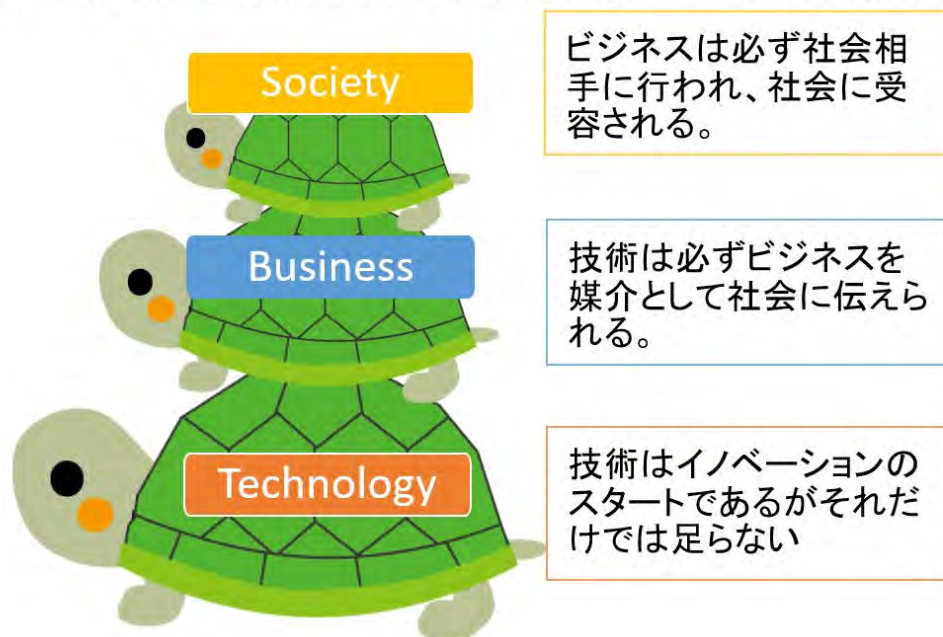 Society
ビジネスは必ず社会相
手に行われ、社会に受
容される。
Business
技術は必ずビジネスを
媒介として社会に伝えら
れる。
Technology
技術はイノベーションの
スタートであるがそれだ
けでは足らない